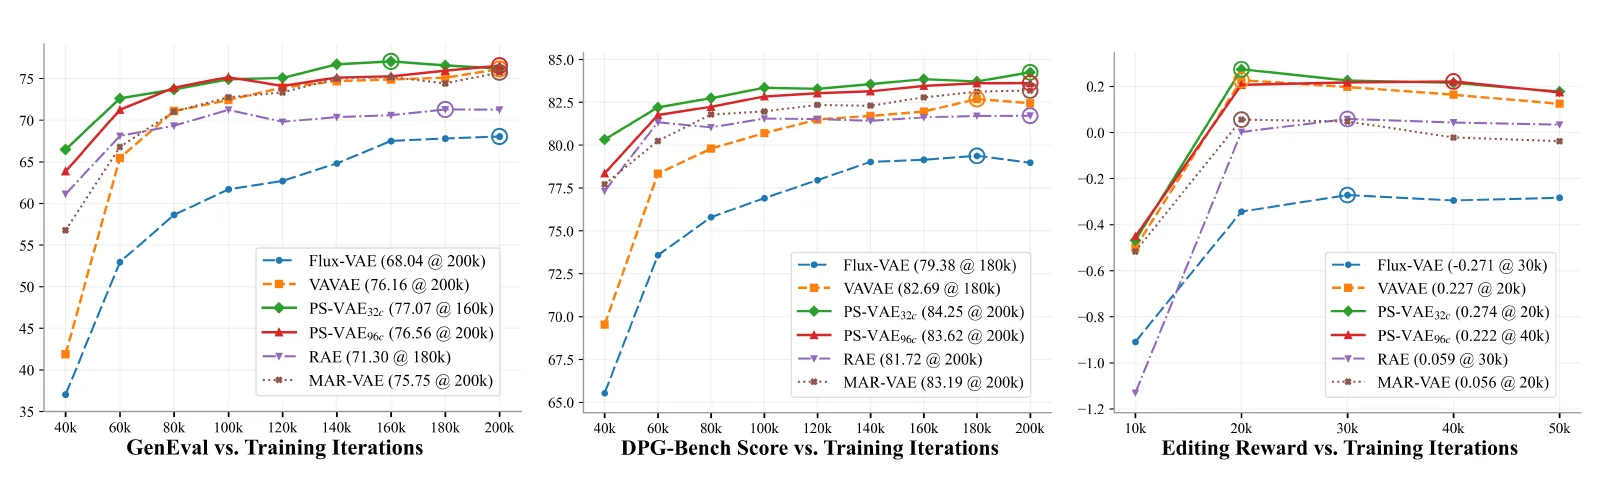 75
70
65
60
55
50
45
40
35
40k 60k 80k 100k 120k 140k 160k 180k 200k
Flux-VAE (68.04 @ 200k)
VAVAE (76.16 @ 200k)
PS-VAE32c (77.07 @ 160k)
PS-VAE96c (76.56 @ 200k)
RAE (71.30 @ 180k)
MAR-VAE (75.75 @ 200k)
GenEval vs. Training Iterations
85.0
82.5
80.0
77.5
75.0
72.5
70.0
67.5
65.0
40k 60k 80k 100k 120k 140k 160k 180k 200k
Flux-VAE (79.38 @ 180k)
VAVAE (82.69 @ 180k)
PS-VAE32c (84.25 @ 200k)
PS-VAE96c (83.62 @ 200k)
RAE (81.72 @ 200k)
MAR-VAE (83.19 @ 200k)
DPG-Bench Score vs. Training Iterations
0.2
0.0
−0.2
−0.4
−0.6
−0.8
−1.0
−1.2
10k 20k 30k 40k 50k
Flux-VAE (-0.271 @ 30k)
VAVAE (0.227 @ 20k)
PS-VAE32c (0.274 @ 20k)
PS-VAE96c (0.222 @ 40k)
RAE (0.059 @ 30k)
MAR-VAE (0.056 @ 20k)
Editing Reward vs. Training Iterations